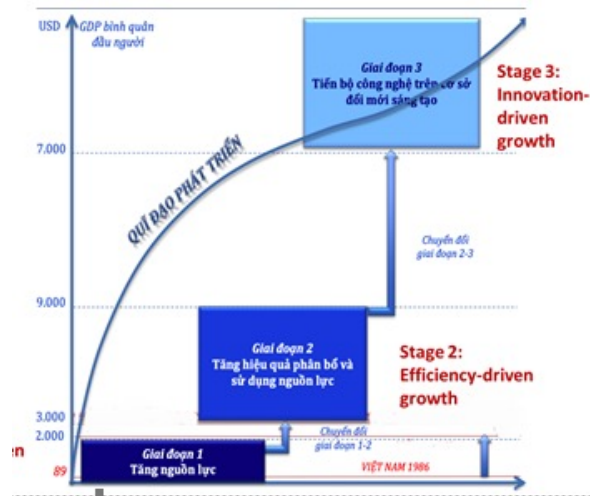 USD
GDP bình quân
đầu người
Giai đoạn 3
Tiến bộ công nghệ trên cơ sở
đổi mới sáng tạo
Stage 3:
Innovation-
driven
growth
7.000
QUĨ ĐẠO PHÁT TRIỂN
Chuyển đổi
giai đoạn 2-3
9.000
Giai đoạn 2
Tăng hiệu quả phân bổ và
sử dụng nguồn lực
Stage 2:
Efficiency-driven
growth
3.000
2.000
Chuyển đổi
giai đoạn 1-2
en
Giai đoạn 1
Tăng nguồn lực
89
VIỆT NAM 1986